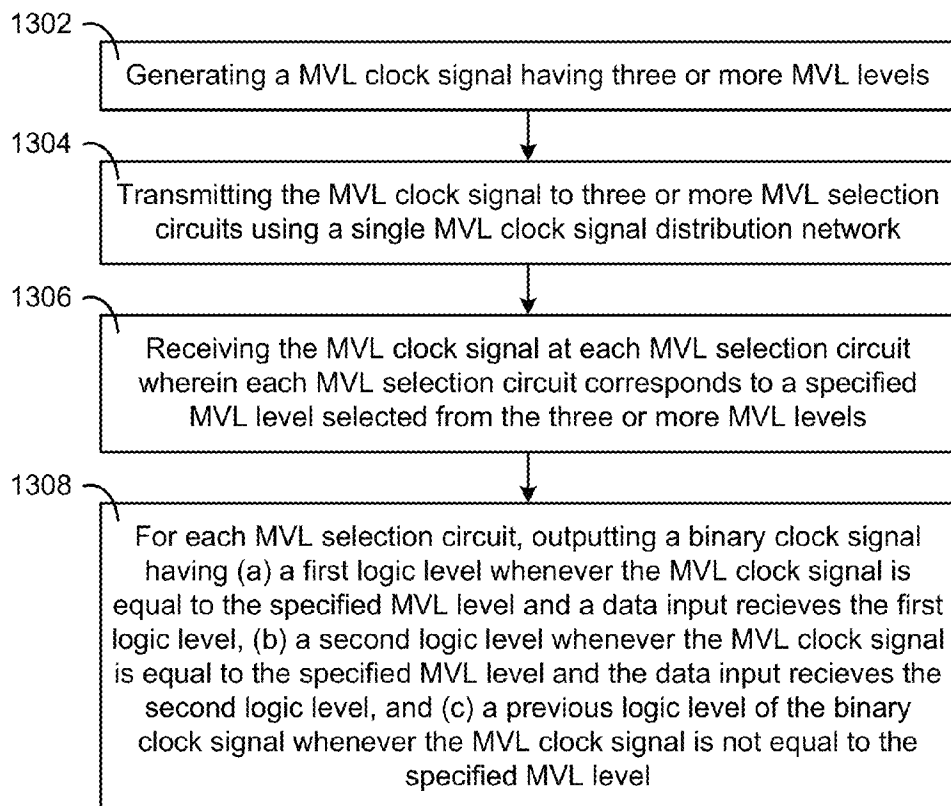 1302
Generating a MVL clock signal having three or more MVL levels
1304
Transmitting the MVL clock signal to three or more MVL selection
circuits using a single MVL clock signal distribution network
1306
Receiving the MVL clock signal at each MVL selection circuit
wherein each MVL selection circuit corresponds to a specified
MVL level selected from the three or more MVL levels
1308
For each MVL selection circuit, outputting a binary clock signal
having (a) a first logic level whenever the MVL clock signal is
equal to the specified MVL level and a data input recieves the first
logic level, (b) a second logic level whenever the MVL clock signal
is equal to the specified MVL level and the data input recieves the
second logic level, and (c) a previous logic level of the binary
clock signal whenever the MVL clock signal is not equal to the
specified MVL level